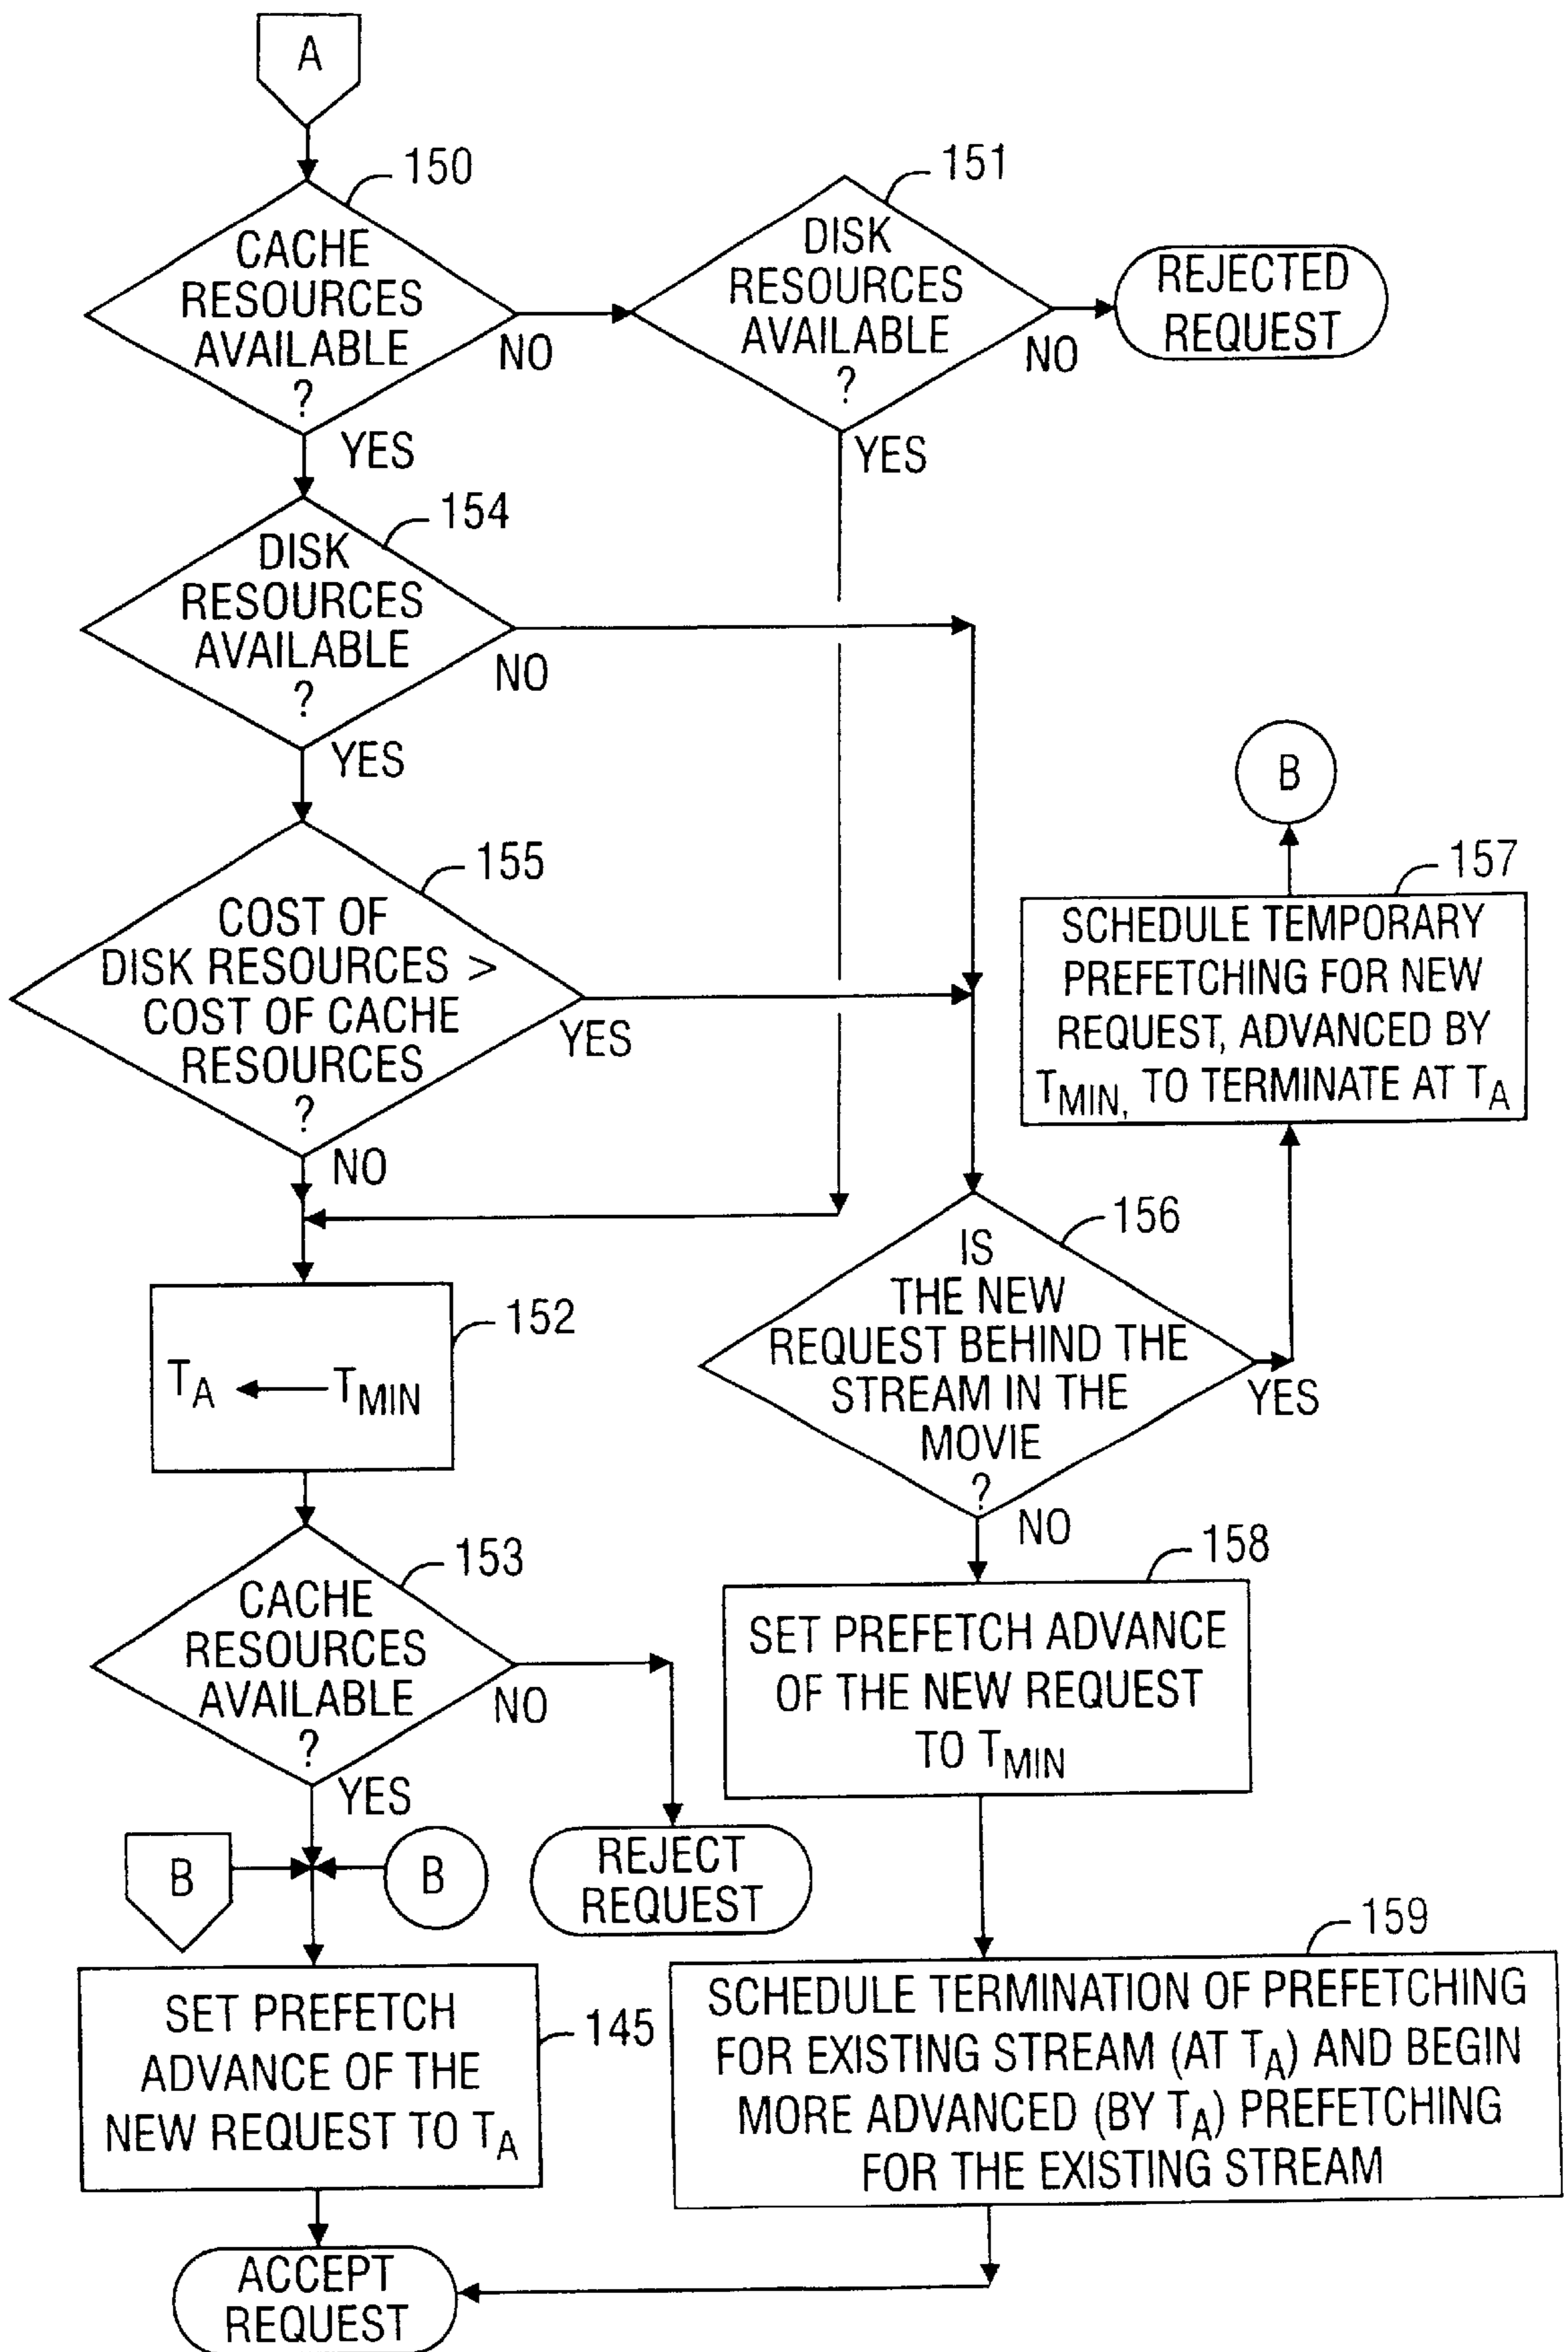 A
150
CACHE
RESOURCES
AVAILABLE
?
NO
YES
151
DISK
RESOURCES
AVAILABLE
?
NO
YES
REJECTED
REQUEST
154
DISK
RESOURCES
AVAILABLE
?
NO
YES
155
COST OF
DISK RESOURCES >
COST OF CACHE
RESOURCES
?
YES
NO
B
157
SCHEDULE TEMPORARY
PREFETCHING FOR NEW
REQUEST, ADVANCED BY
TMIN, TO TERMINATE AT TA
156
IS
THE NEW
REQUEST BEHIND THE
STREAM IN THE
MOVIE
?
YES
NO
152
TA ← TMIN
153
CACHE
RESOURCES
AVAILABLE
?
NO
YES
158
SET PREFETCH ADVANCE
OF THE NEW REQUEST
TO TMIN
B
B
REJECT
REQUEST
145
SET PREFETCH
ADVANCE OF THE
NEW REQUEST TO TA
159
SCHEDULE TERMINATION OF PREFETCHING
FOR EXISTING STREAM (AT TA) AND BEGIN
MORE ADVANCED (BY TA) PREFETCHING
FOR THE EXISTING STREAM
ACCEPT
REQUEST